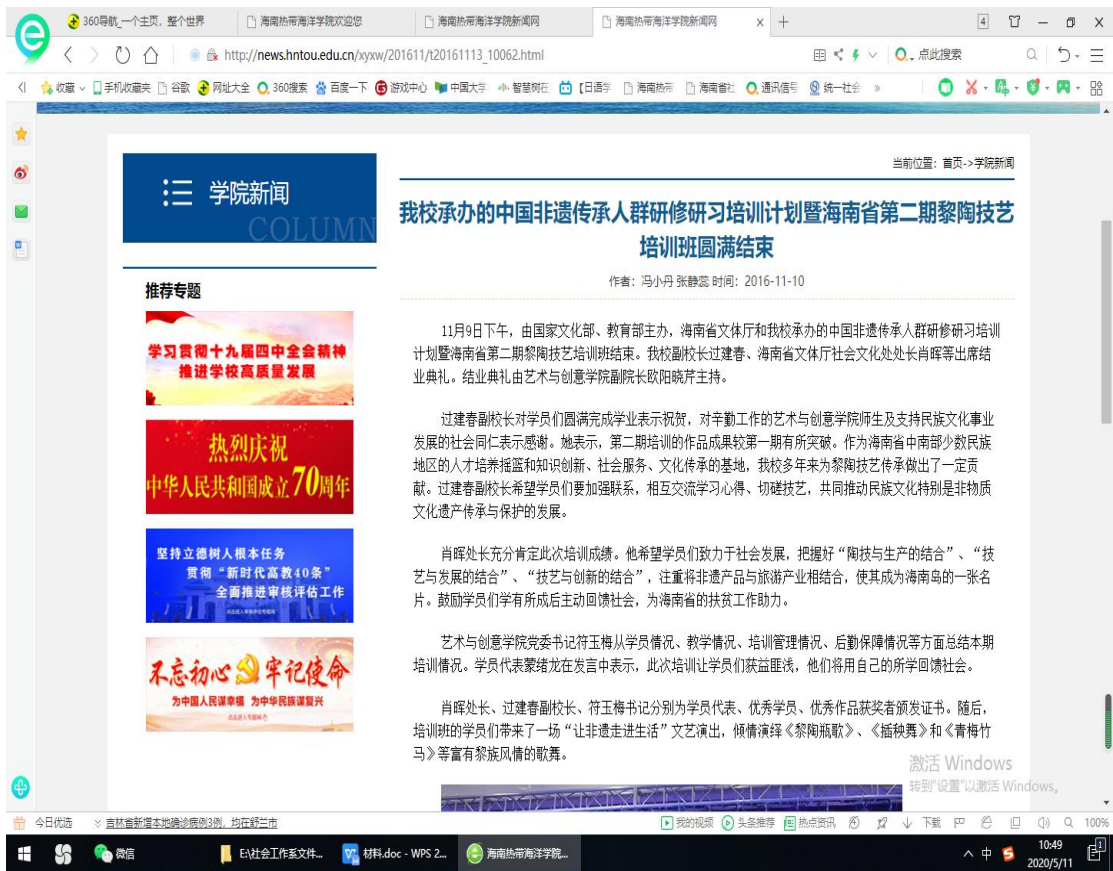 360导航_一个主页，整个世界
海南热带海洋学院欢迎您
海南热带海洋学院新闻网
海南热带海洋学院新闻网
4
http://news.hntou.edu.cn/xyxw/201611/t20161113_10062.html
点此搜索
收藏 手机收藏夹 谷歌 网址大全 360搜索 百度一下 游戏中心 中国大学 智慧树在 【日语学 海南热带 海南省社 通讯信号 统一社会 »
当前位置：首页->学院新闻
学院新闻
COLUMN
我校承办的中国非遗传承人群研修研习培训计划暨海南省第二期黎陶技艺
培训班圆满结束
作者：冯小丹 张静蕊 时间：2016-11-10
推荐专题
学习贯彻十九届四中全会精神
推进学校高质量发展
热烈庆祝
中华人民共和国成立70周年
坚持立德树人根本任务
贯彻“新时代高教40条”
全面推进审核评估工作
不忘初心 牢记使命
为中国人民谋幸福 为中华民族谋复兴
11月9日下午，由国家文化部、教育部主办，海南省文体厅和我校承办的中国非遗传承人群研修研习培训
计划暨海南省第二期黎陶技艺培训班结束。我校副校长过建春、海南省文体厅社会文化处处长肖晖等出席结
业典礼。结业典礼由艺术与创意学院副院长欧阳晓芹主持。
过建春副校长对学员们圆满完成学业表示祝贺，对辛勤工作的艺术与创意学院师生及支持民族文化事业
发展的社会同仁表示感谢。她表示，第二期培训的作品成果较第一期有所突破。作为海南省中南部少数民族
地区的人才培养摇篮和知识创新、社会服务、文化传承的基地，我校多年来为黎陶技艺传承做出了一定贡
献。过建春副校长希望学员们要加强联系，相互交流学习心得、切磋技艺，共同推动民族文化特别是非物质
文化遗产传承与保护的发展。
肖晖处长充分肯定此次培训成绩。他希望学员们致力于社会发展，把握好“陶技与生产的结合”、“技
艺与发展的结合”、“技艺与创新的结合”，注重将非遗产品与旅游产业相结合，使其成为海南岛的一张名
片。鼓励学员们学有所成后主动回馈社会，为海南省的扶贫工作助力。
艺术与创意学院党委书记符玉梅从学员情况、教学情况、培训管理情况、后勤保障情况等方面总结本期
培训情况。学员代表蒙绪龙在发言中表示，此次培训让学员们获益匪浅，他们将用自己的所学回馈社会。
肖晖处长、过建春副校长、符玉梅书记分别为学员代表、优秀学员、优秀作品获奖者颁发证书。随后，
培训班的学员们带来了一场“让非遗走进生活”文艺演出，倾情演绎《黎陶瓶歌》、《插秧舞》和《青梅竹
马》等富有黎族风情的歌舞。
激活 Windows
转到“设置”以激活 Windows。
今日优选 吉林省新增本地确诊病例3例，均在舒兰市
我的视频 头条推荐 热点资讯 下载 100%
微信 E:\社会工作系文件... 材料.doc - WPS 2... 海南热带海洋学院...
中
10:49
2020/5/11
1